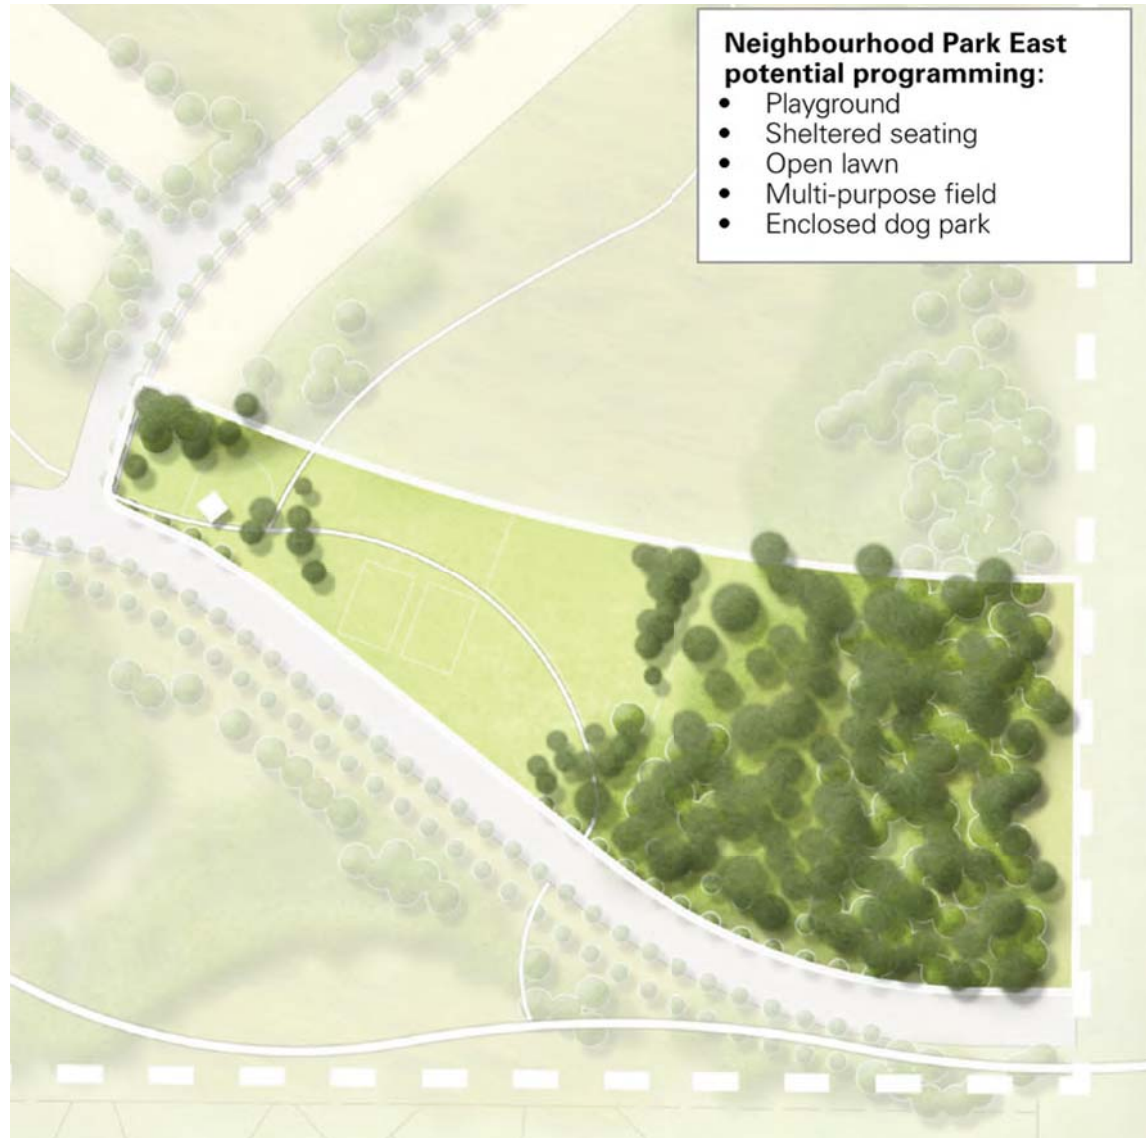 Neighbourhood Park East
potential programming:
• Playground
• Sheltered seating
• Open lawn
• Multi-purpose field
• Enclosed dog park